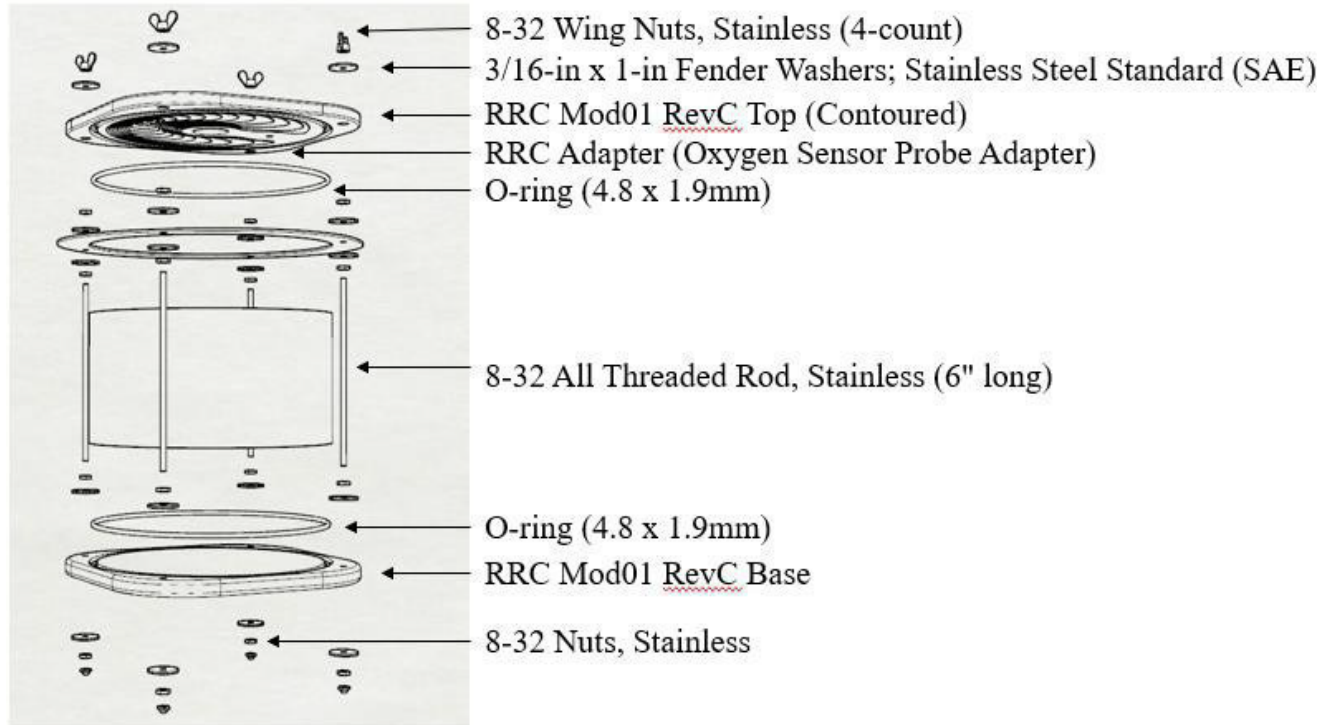 8-32 Wing Nuts, Stainless (4-count)
3/16-in x 1-in Fender Washers; Stainless Steel Standard (SAE)
RRC Mod01 RevC Top (Contoured)
RRC Adapter (Oxygen Sensor Probe Adapter)
O-ring (4.8 x 1.9mm)
8-32 All Threaded Rod, Stainless (6" long)
O-ring (4.8 x 1.9mm)
RRC Mod01 RevC Base
8-32 Nuts, Stainless